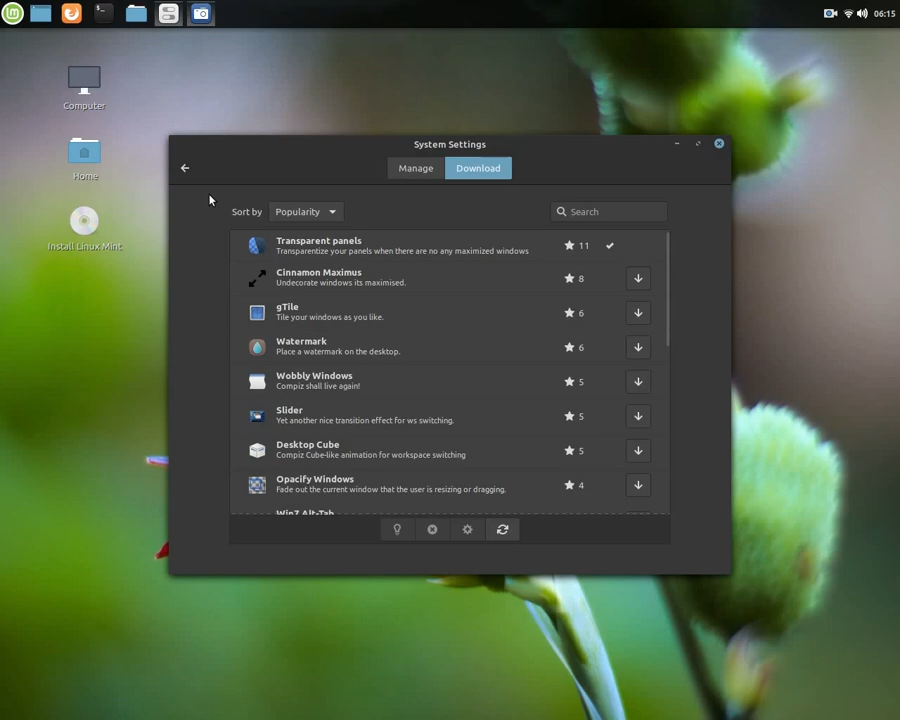 06:15
Computer
Home
Install Linux Mint
System Settings
Manage
Download
Sort by
Popularity
Search
Transparent panels
Transparentize your panels when there are no any maximized windows
11
Cinnamon Maximus
Undecorate windows its maximised.
8
gTile
Tile your windows as you like.
6
Watermark
Place a watermark on the desktop.
6
Wobbly Windows
Compiz shall live again!
5
Slider
Yet another nice transition effect for ws switching.
5
Desktop Cube
Compiz Cube-like animation for workspace switching
5
Opacify Windows
Fade out the current window that the user is resizing or dragging.
4
Win7 Alt-Tab